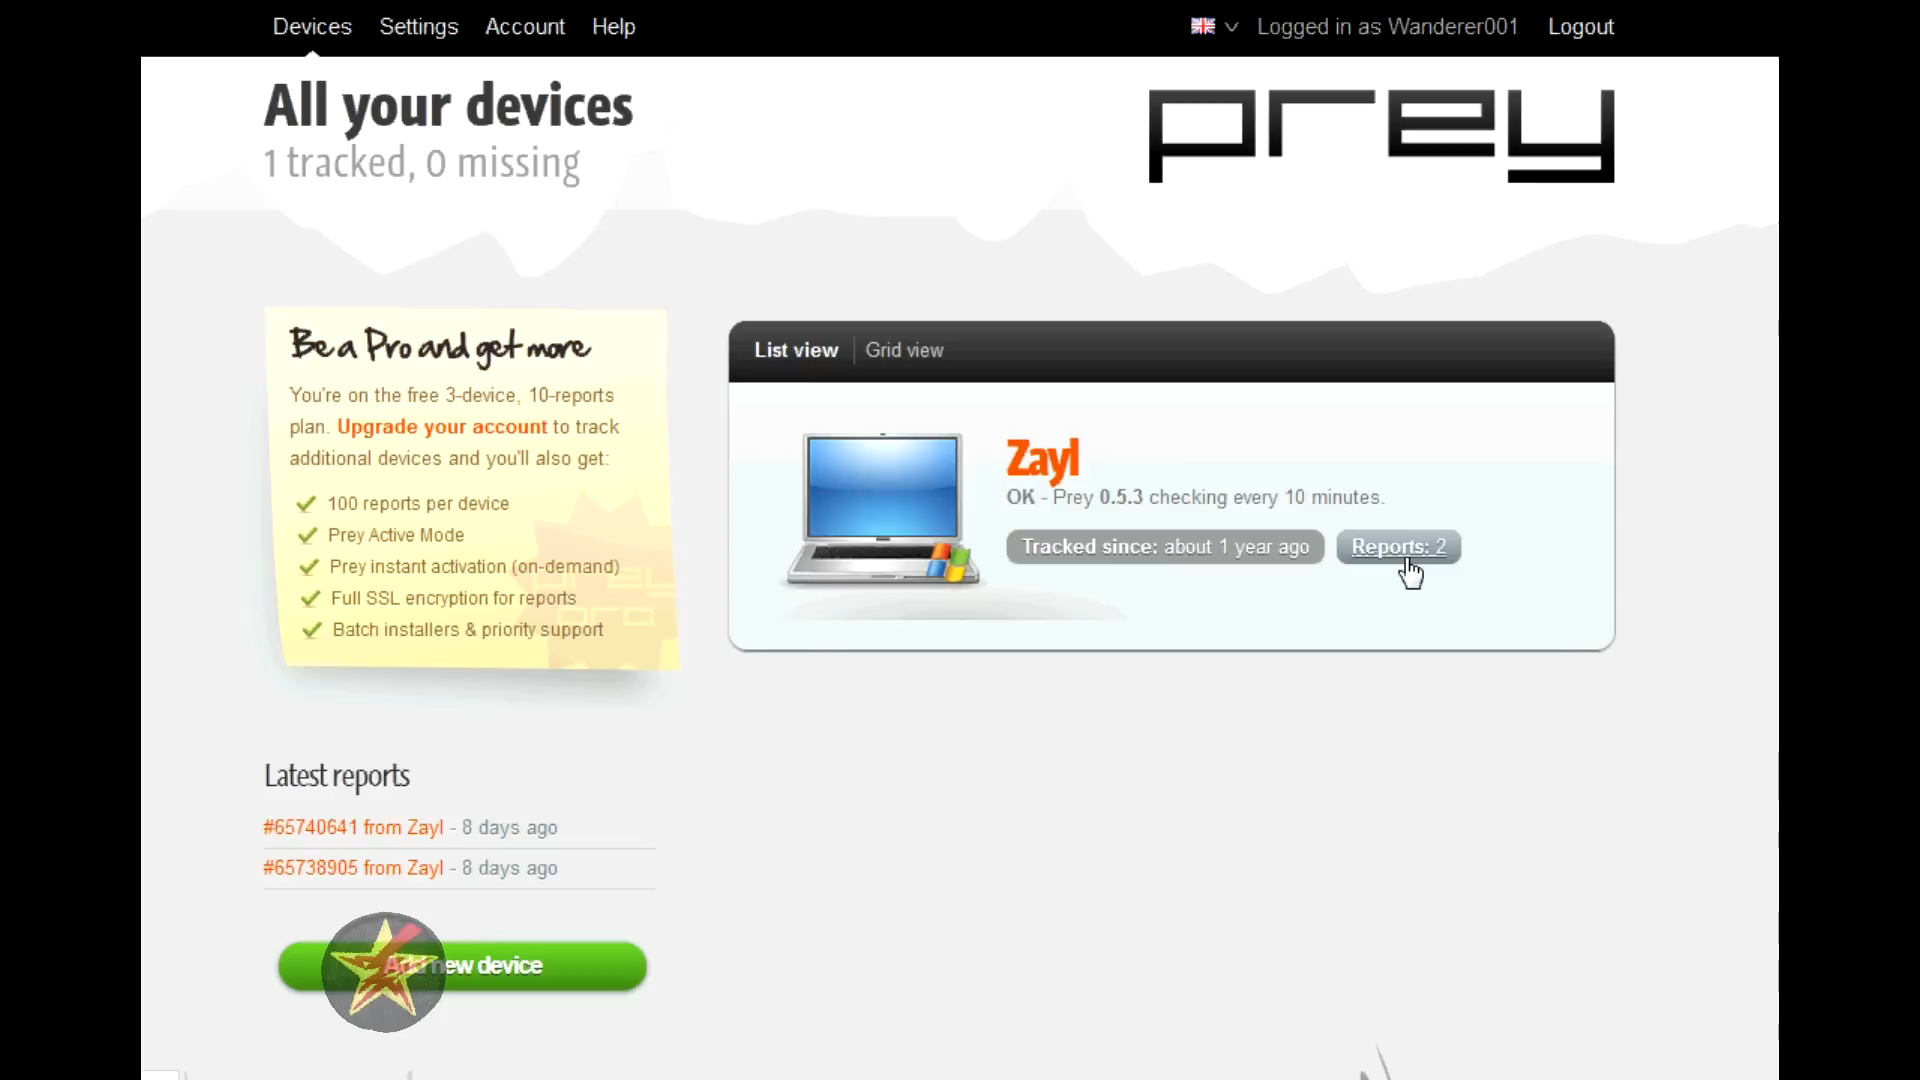 Devices Settings Account Help
Logged in as Wanderer001 Logout
All your devices
1 tracked, 0 missing
prey
Be a Pro and get more
You're on the free 3-device, 10-reports
plan. Upgrade your account to track
additional devices and you'll also get:
100 reports per device
Prey Active Mode
Prey instant activation (on-demand)
Full SSL encryption for reports
Batch installers & priority support
prey
pro
List view Grid view
Zayl
OK - Prey 0.5.3 checking every 10 minutes.
Tracked since: about 1 year ago Reports: 2
Latest reports
#65740641 from Zayl - 8 days ago
#65738905 from Zayl - 8 days ago
Add new device